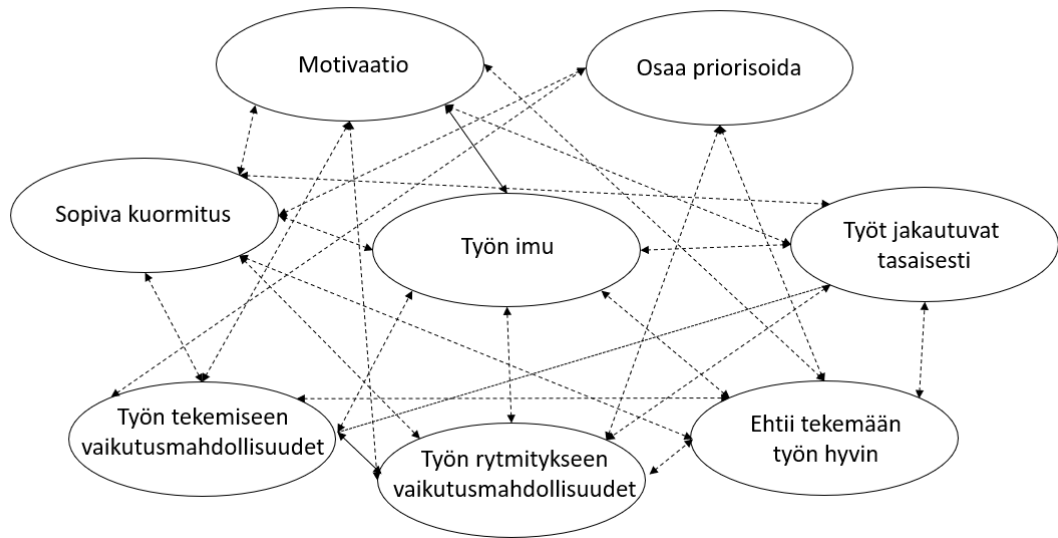 Motivaatio
Osaa priorisoida
Sopiva kuormitus
Työn imu
Työt jakautuvat
tasaisesti
Työn tekemiseen
vaikutusmahdollisuudet
Työn rytmitykseen
vaikutusmahdollisuudet
Ehtii tekemään
työn hyvin